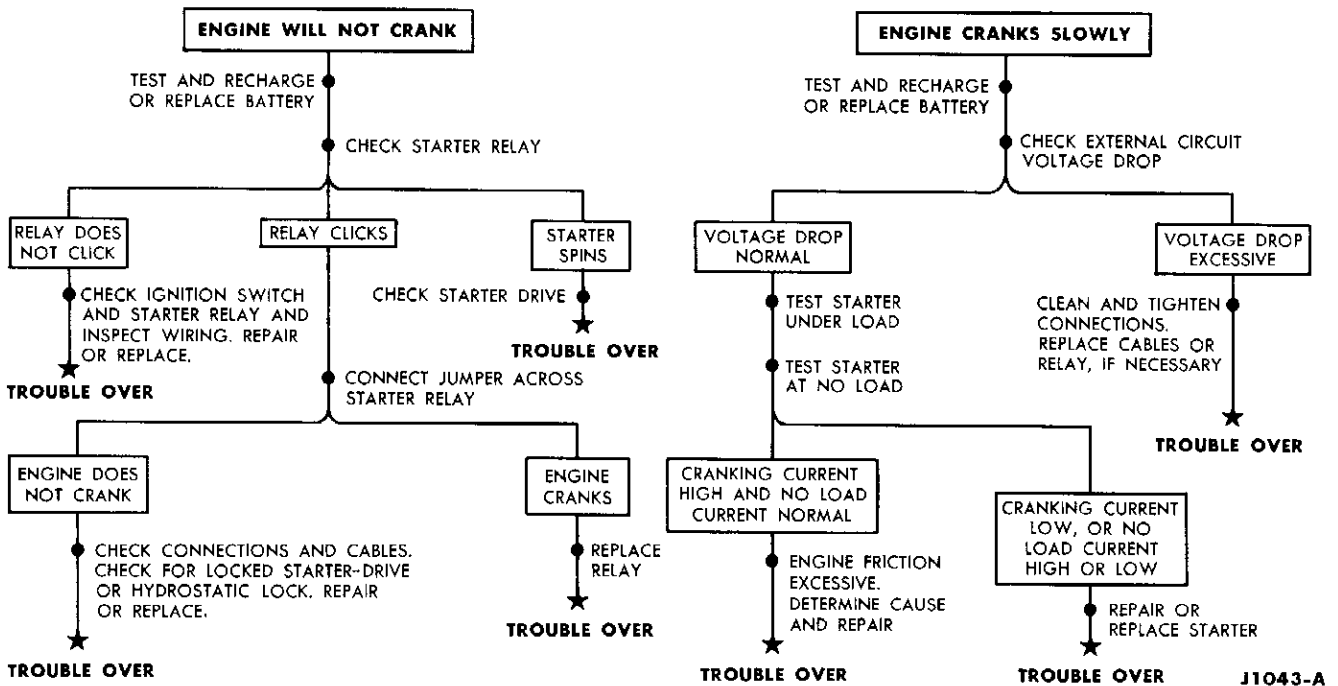 ENGINE WILL NOT CRANK
TEST AND RECHARGE
OR REPLACE BATTERY
CHECK STARTER RELAY
RELAY DOES
NOT CLICK
RELAY CLICKS
STARTER
SPINS
CHECK IGNITION SWITCH
AND STARTER RELAY AND
INSPECT WIRING. REPAIR
OR REPLACE.
TROUBLE OVER
CHECK STARTER DRIVE
TROUBLE OVER
CONNECT JUMPER ACROSS
STARTER RELAY
ENGINE DOES
NOT CRANK
ENGINE
CRANKS
CHECK CONNECTIONS AND CABLES.
CHECK FOR LOCKED STARTER-DRIVE
OR HYDROSTATIC LOCK. REPAIR
OR REPLACE.
TROUBLE OVER
REPLACE
RELAY
TROUBLE OVER
ENGINE CRANKS SLOWLY
TEST AND RECHARGE
OR REPLACE BATTERY
CHECK EXTERNAL CIRCUIT
VOLTAGE DROP
VOLTAGE DROP
NORMAL
VOLTAGE DROP
EXCESSIVE
TEST STARTER
UNDER LOAD
TEST STARTER
AT NO LOAD
CLEAN AND TIGHTEN
CONNECTIONS.
REPLACE CABLES OR
RELAY, IF NECESSARY
TROUBLE OVER
CRANKING CURRENT
HIGH AND NO LOAD
CURRENT NORMAL
CRANKING CURRENT
LOW, OR NO
LOAD CURRENT
HIGH OR LOW
ENGINE FRICTION
EXCESSIVE.
DETERMINE CAUSE
AND REPAIR
TROUBLE OVER
REPAIR OR
REPLACE STARTER
TROUBLE OVER
J1043-A